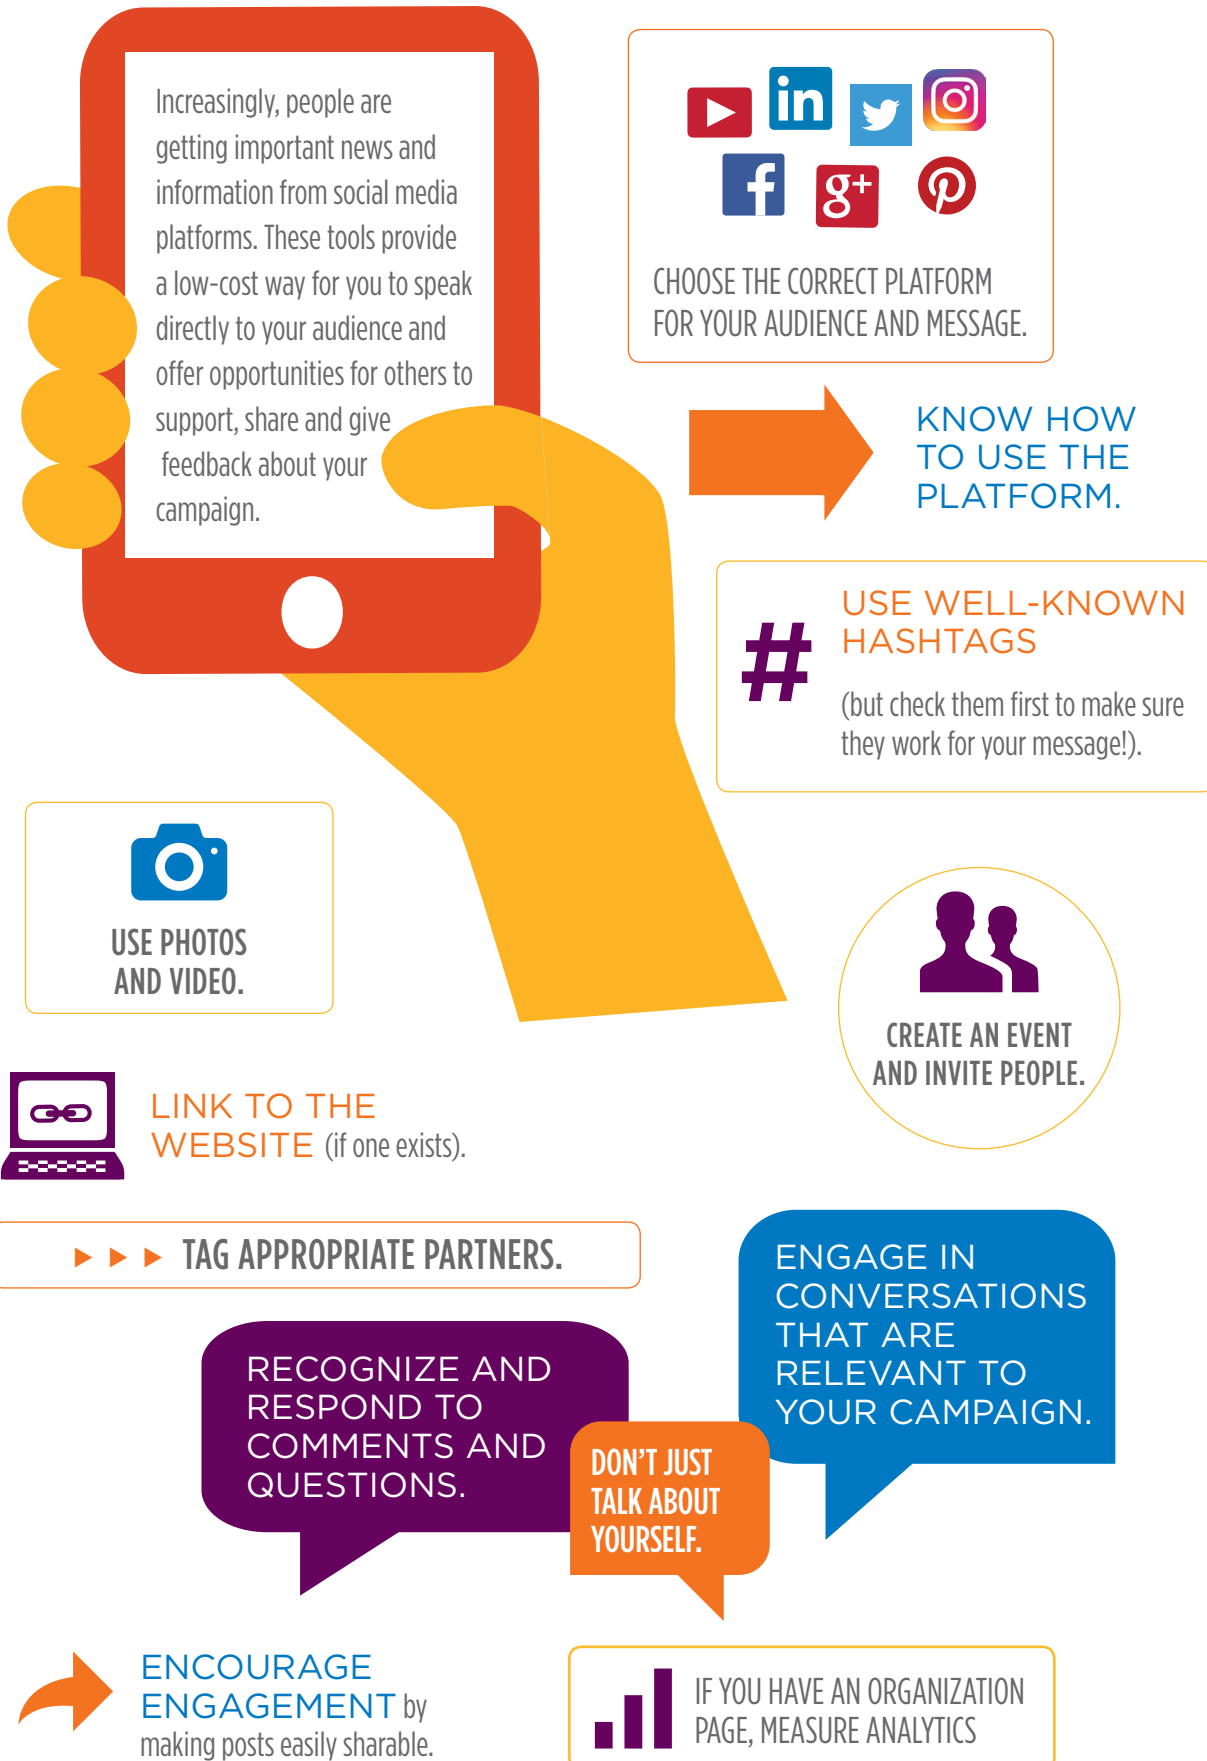 Increasingly, people are
getting important news and
information from social media
platforms. These tools provide
a low-cost way for you to speak
directly to your audience and
offer opportunities for others to
support, share and give
feedback about your
campaign.
in
f
g+
CHOOSE THE CORRECT PLATFORM
FOR YOUR AUDIENCE AND MESSAGE.
KNOW HOW
TO USE THE
PLATFORM.
#
USE WELL-KNOWN
HASHTAGS
(but check them first to make sure
they work for your message!).
USE PHOTOS
AND VIDEO.
CREATE AN EVENT
AND INVITE PEOPLE.
LINK TO THE
WEBSITE (if one exists).
TAG APPROPRIATE PARTNERS.
ENGAGE IN
CONVERSATIONS
THAT ARE
RELEVANT TO
YOUR CAMPAIGN.
RECOGNIZE AND
RESPOND TO
COMMENTS AND
QUESTIONS.
DON'T JUST
TALK ABOUT
YOURSELF.
ENCOURAGE
ENGAGEMENT by
making posts easily sharable.
IF YOU HAVE AN ORGANIZATION
PAGE, MEASURE ANALYTICS